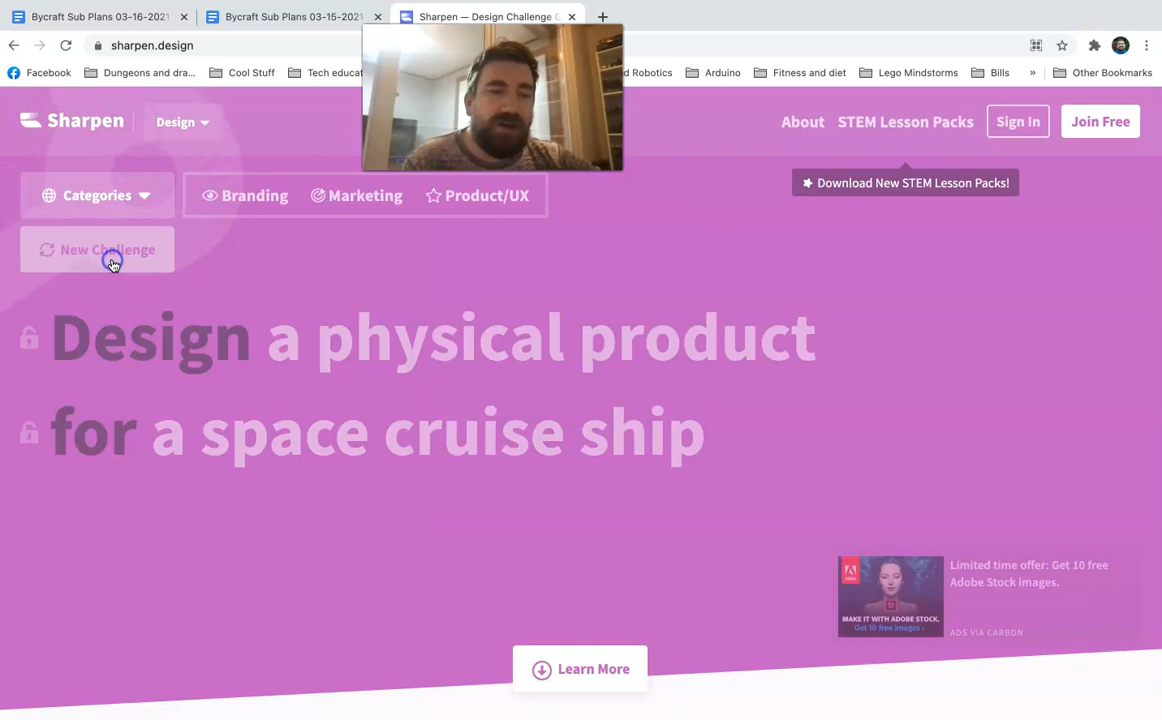 Bycraft Sub Plans 03-16-2021
Bycraft Sub Plans 03-15-2021
Sharpen — Design Challenge G
sharpen.design
Facebook
Dungeons and dra...
Cool Stuff
Tech educat
d Robotics
Arduino
Fitness and diet
Lego Mindstorms
Bills
»
Other Bookmarks
Sharpen
Design
About
STEM Lesson Packs
Sign In
Join Free
Download New STEM Lesson Packs!
Categories
Branding
Marketing
Product/UX
New Challenge
Design a physical product
for a space cruise ship
Limited time offer: Get 10 free
Adobe Stock images.
MAKE IT WITH ADOBE STOCK.
Get 10 free images ›
ADS VIA CARBON
Learn More